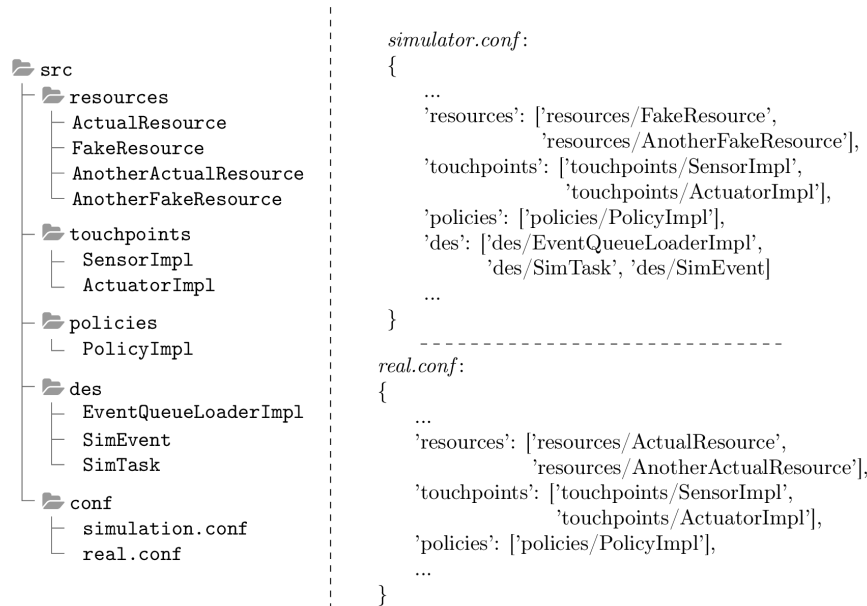 src
resources
ActualResource
FakeResource
AnotherActualResource
AnotherFakeResource
touchpoints
SensorImpl
ActuatorImpl
policies
PolicyImpl
des
EventQueueLoaderImpl
SimEvent
SimTask
conf
simulation.conf
real.conf
simulator.conf:
{
...
'resources': ['resources/FakeResource',
'resources/AnotherFakeResource'],
'touchpoints': ['touchpoints/SensorImpl',
'touchpoints/ActuatorImpl'],
'policies': ['policies/PolicyImpl'],
'des': ['des/EventQueueLoaderImpl',
'des/SimTask', 'des/SimEvent]
...
}
real.conf:
{
...
'resources': ['resources/ActualResource',
'resources/AnotherActualResource'],
'touchpoints': ['touchpoints/SensorImpl',
'touchpoints/ActuatorImpl'],
'policies': ['policies/PolicyImpl'],
...
}